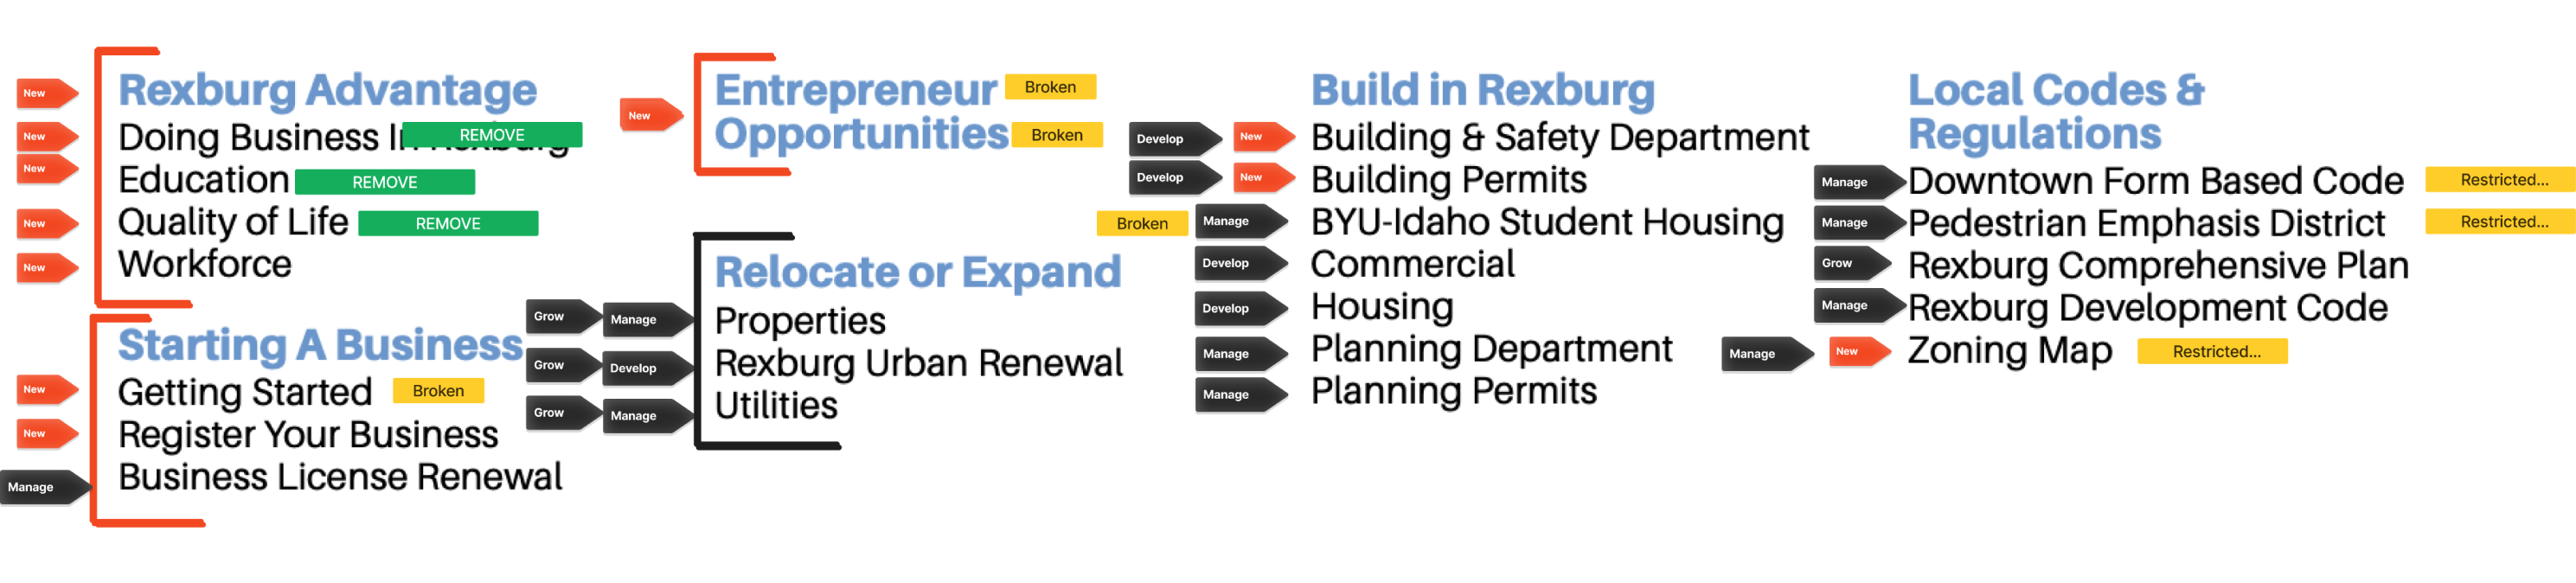 New Rexburg Advantage
New Doing Business In Rexburg REMOVE
New Education REMOVE
New Quality of Life REMOVE
New Workforce
Starting A Business
New Getting Started Broken
New Register Your Business
Manage Business License Renewal
New Entrepreneur Broken
Opportunities Broken
Relocate or Expand
Grow Manage Properties
Grow Develop Rexburg Urban Renewal
Grow Manage Utilities
Build in Rexburg
Develop New Building & Safety Department
Develop New Building Permits
Broken Manage BYU-Idaho Student Housing
Develop Commercial
Develop Housing
Manage Planning Department
Manage Planning Permits
Local Codes &
Regulations
Manage Downtown Form Based Code Restricted...
Manage Pedestrian Emphasis District Restricted...
Grow Rexburg Comprehensive Plan
Manage Rexburg Development Code
Manage New Zoning Map Restricted...